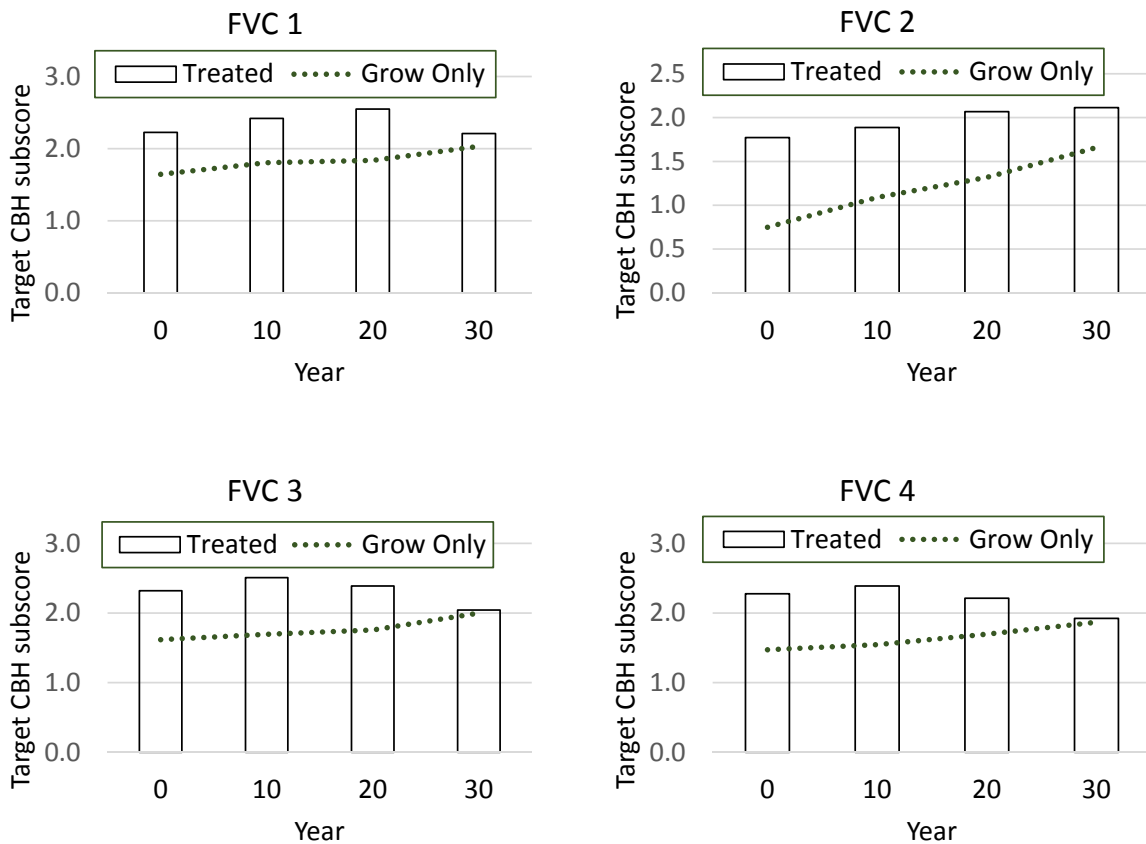 FVC 1
Treated Grow Only
Target CBH subscore
3.0
2.0
1.0
0.0
0 10 20 30
Year
FVC 2
Treated Grow Only
Target CBH subscore
2.5
2.0
1.5
1.0
0.5
0.0
0 10 20 30
Year
FVC 3
Treated Grow Only
Target CBH subscore
3.0
2.0
1.0
0.0
0 10 20 30
Year
FVC 4
Treated Grow Only
Target CBH subscore
3.0
2.0
1.0
0.0
0 10 20 30
Year